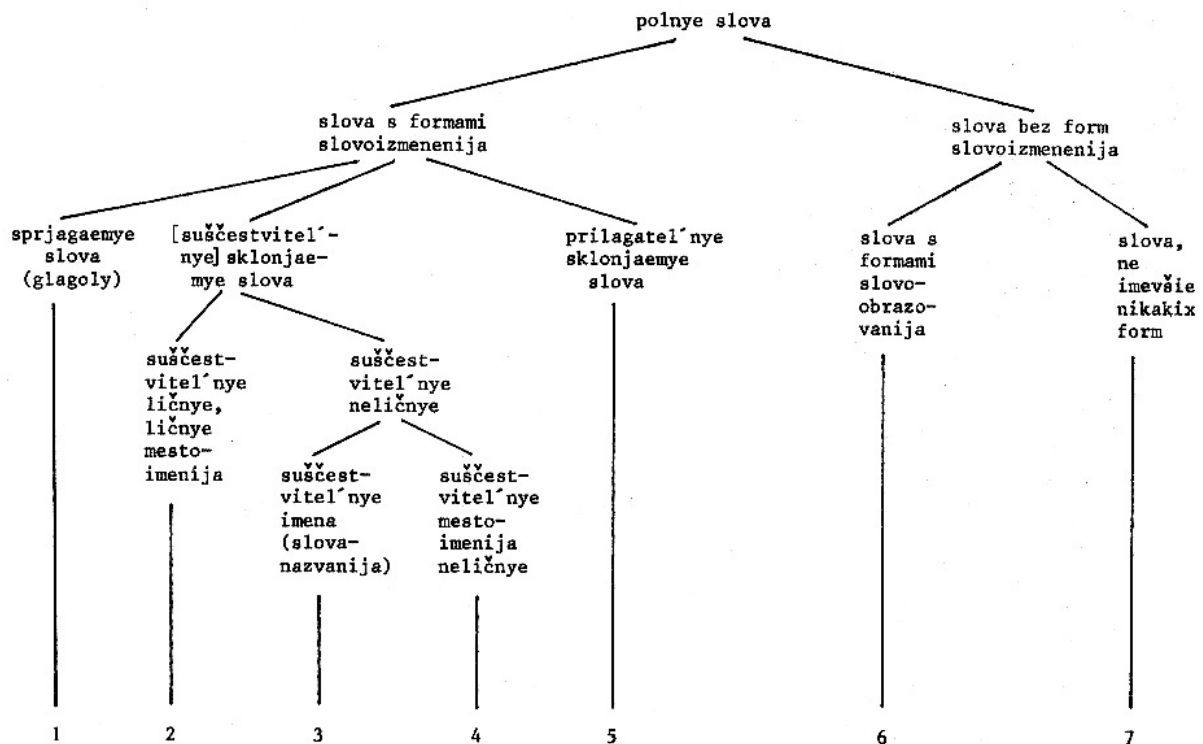 polnye slova
slova s formami
slovoizmenenija
slova bez form
slovoizmenenija
sprjagaemye
slova
(glagoly)
[suščestvitel´-
nye] sklonjae-
mye slova
prilagatel´nye
sklonjaemye
slova
slova s
formami
slovo-
obrazo-
vanija
slova,
ne
imevšie
nikakix
form
suščest-
vitel´nye
ličnye,
ličnye
mesto-
imenija
suščest-
vitel´nye
neličnye
suščest-
vitel´nye
imena
(slova-
nazvanija)
suščest-
vitel´nye
mesto-
imenija
neličnye
1 2 3 4 5 6 7